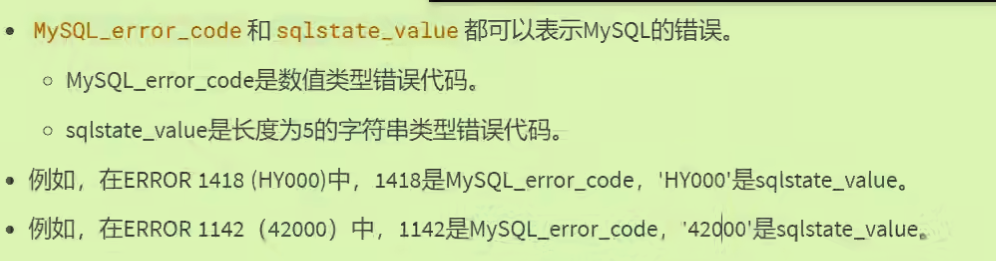 MySQL_error_code 和 sqlstate_value 都可以表示MySQL的错误。
MySQL_error_code是数值类型错误代码。
sqlstate_value是长度为5的字符串类型错误代码。
例如，在ERROR 1418 (HY000)中，1418是MySQL_error_code，'HY000'是sqlstate_value。
例如，在ERROR 1142（42000）中，1142是MySQL_error_code，'42000'是sqlstate_value。